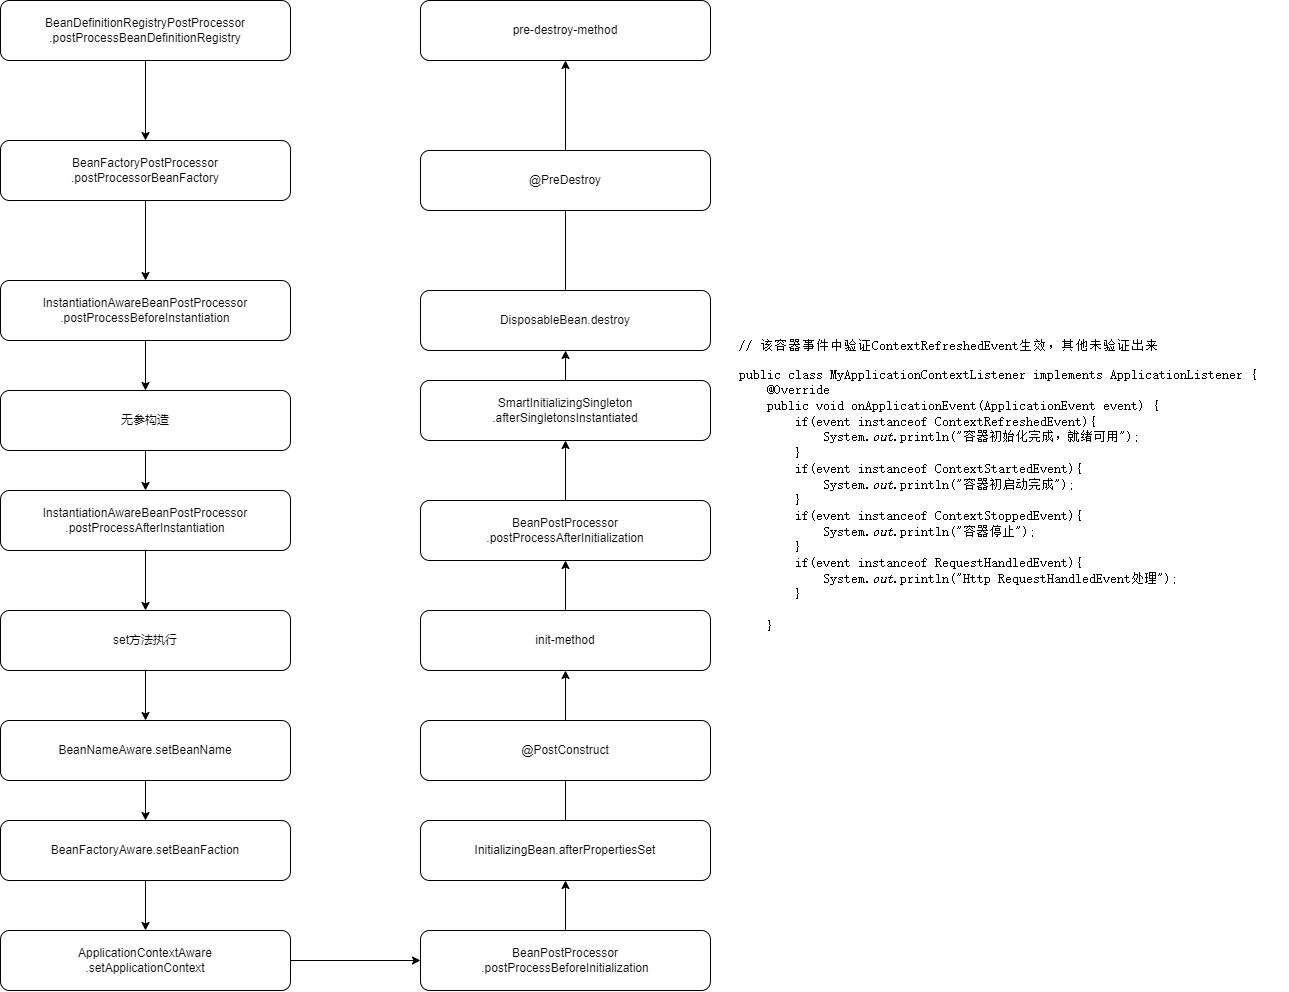 BeanDefinitionRegistryPostProcessor
.postProcessBeanDefinitionRegistry
BeanFactoryPostProcessor
.postProcessorBeanFactory
InstantiationAwareBeanPostProcessor
.postProcessBeforeInstantiation
无参构造
InstantiationAwareBeanPostProcessor
.postProcessAfterInstantiation
set方法执行
BeanNameAware.setBeanName
BeanFactoryAware.setBeanFaction
ApplicationContextAware
.setApplicationContext
pre-destroy-method
@PreDestroy
DisposableBean.destroy
SmartInitializingSingleton
.afterSingletonsInstantiated
BeanPostProcessor
.postProcessAfterInitialization
init-method
@PostConstruct
InitializingBean.afterPropertiesSet
BeanPostProcessor
.postProcessBeforeInitialization
// 该容器事件中验证ContextRefreshedEvent生效，其他未验证出来
public class MyApplicationContextListener implements ApplicationListener {
    @Override
    public void onApplicationEvent(ApplicationEvent event) {
        if(event instanceof ContextRefreshedEvent){
            System.out.println("容器初始化完成，就绪可用");
        }
        if(event instanceof ContextStartedEvent){
            System.out.println("容器初启动完成");
        }
        if(event instanceof ContextStoppedEvent){
            System.out.println("容器停止");
        }
        if(event instanceof RequestHandledEvent){
            System.out.println("Http RequestHandledEvent处理");
        }
    }